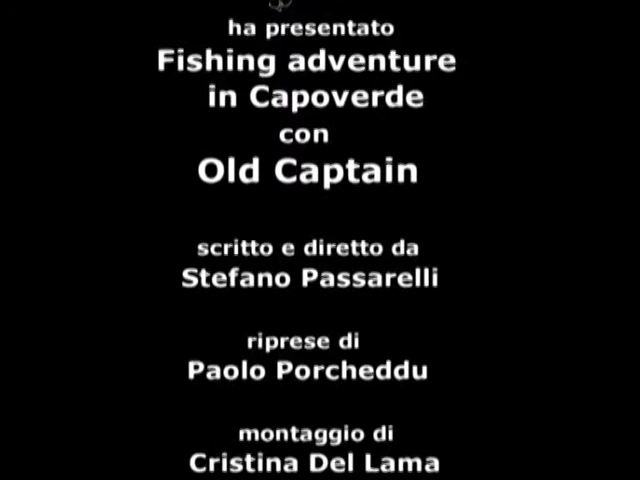 ha presentato
Fishing adventure
in Capoverde
con
Old Captain
scritto e diretto da
Stefano Passarelli
riprese di
Paolo Porcheddu
montaggio di
Cristina Del Lama